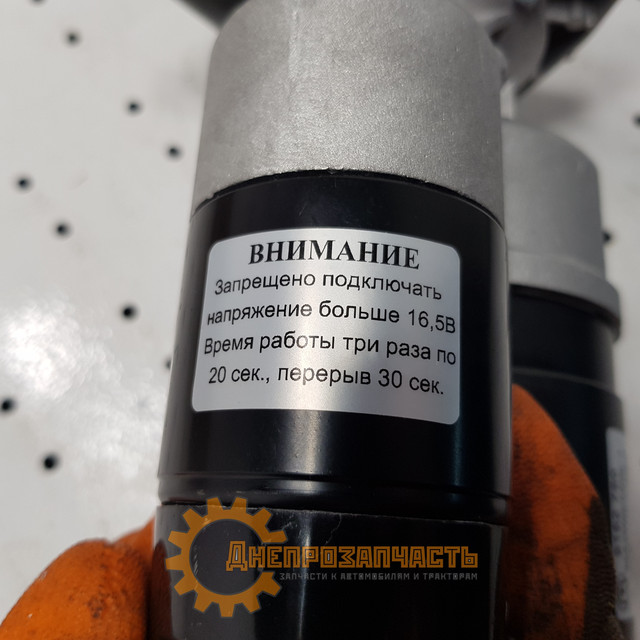 ВНИМАНИЕ
Запрещено подключать
напряжение больше 16,5В
Время работы три раза по
20 сек., перерыв 30 сек.
Днепрозапчасть
ЗАПЧАСТИ К АВТОМОБИЛЯМ И ТРАКТОРАМ